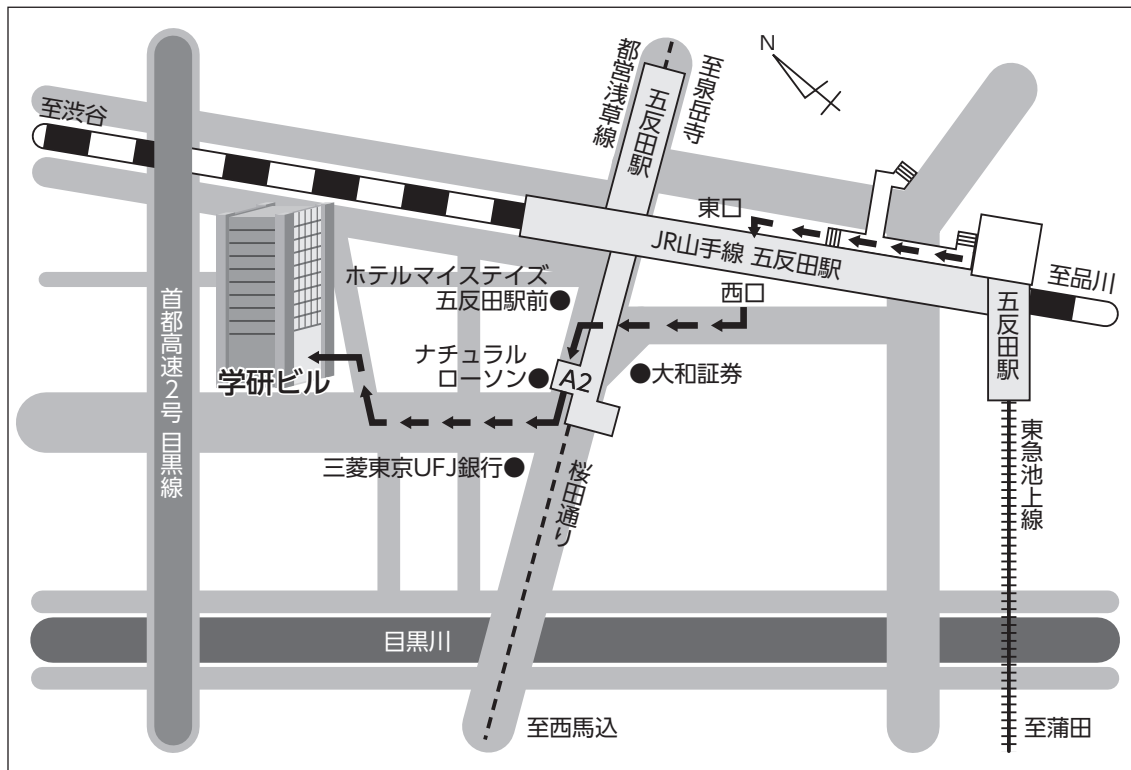 N
至渋谷
都営浅草線
五反田駅
至泉岳寺
東口
JR山手線 五反田駅
至品川
西口
ホテルマイステイズ
五反田駅前
ナチュラル
ローソン
A2
大和証券
学研ビル
三菱東京UFJ銀行
桜田通り
五反田駅
東急池上線
首都高速2号 目黒線
目黒川
至西馬込
至蒲田